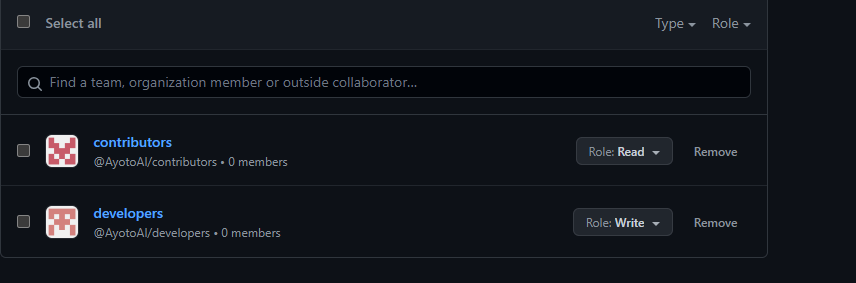 Select all
Type
Role
Find a team, organization member or outside collaborator...
contributors
@AyotoAI/contributors • 0 members
Role: Read
Remove
developers
@AyotoAI/developers • 0 members
Role: Write
Remove